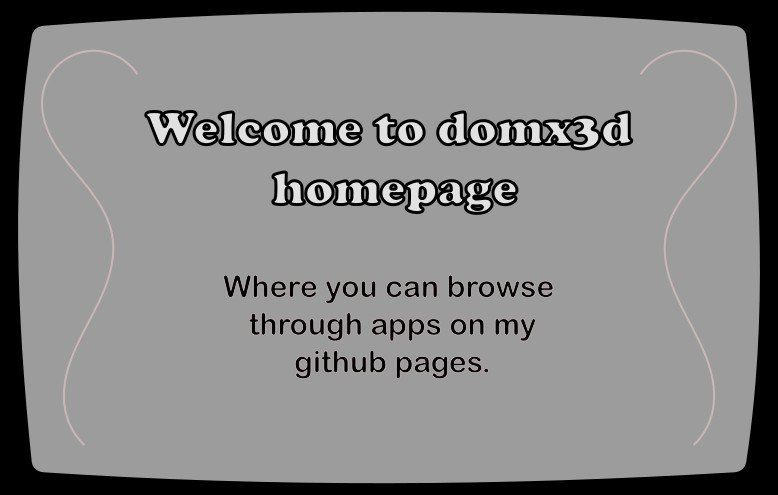 Welcome to domx3d
homepage
Where you can browse
through apps on my
github pages.